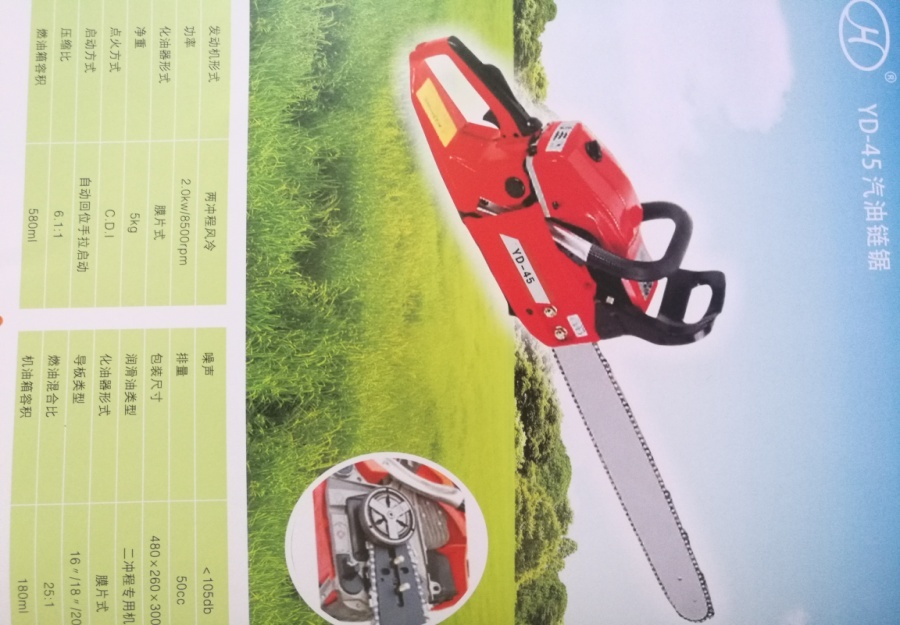 H
®
YD-45 汽油链锯
YD-45
发动机形式 两冲程风冷
功率 2.0kw/8500rpm
化油器形式 膜片式
净重 5kg
点火方式 C.D.I
启动方式 自动回位手拉启动
压缩比 6.1:1
燃油箱容积 580ml
噪声 <105db
排量 50cc
包装尺寸 480×260×300
润滑油类型 二冲程专用机
化油器形式 膜片式
导板类型 16″/18″/20
燃油混合比 25:1
机油箱容积 180ml